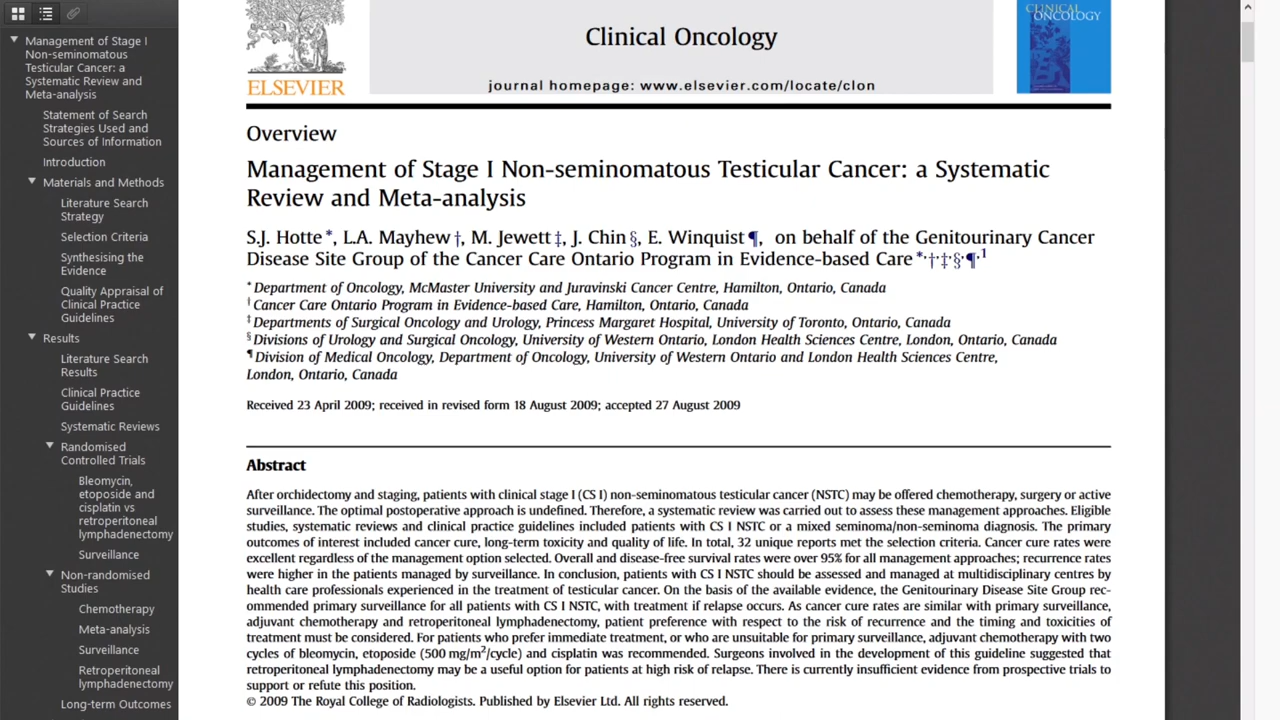 Management of Stage I
Non-seminomatous
Testicular Cancer: a
Systematic Review and
Meta-analysis
Statement of Search
Strategies Used and
Sources of Information
Introduction
Materials and Methods
Literature Search
Strategy
Selection Criteria
Synthesising the
Evidence
Quality Appraisal of
Clinical Practice
Guidelines
Results
Literature Search
Results
Clinical Practice
Guidelines
Systematic Reviews
Randomised
Controlled Trials
Bleomycin,
etoposide and
cisplatin vs
retroperitoneal
lymphadenectomy
Surveillance
Non-randomised
Studies
Chemotherapy
Meta-analysis
Surveillance
Retroperitoneal
lymphadenectomy
Long-term Outcomes
ELSEVIER
Clinical Oncology
journal homepage: www.elsevier.com/locate/clon
CLINICAL
ONCOLOGY
Overview
Management of Stage I Non-seminomatous Testicular Cancer: a Systematic
Review and Meta-analysis
S.J. Hotte *, L.A. Mayhew †, M. Jewett ‡, J. Chin §, E. Winquist ¶, on behalf of the Genitourinary Cancer
Disease Site Group of the Cancer Care Ontario Program in Evidence-based Care *,†,‡,§,¶,1
* Department of Oncology, McMaster University and Juravinski Cancer Centre, Hamilton, Ontario, Canada
† Cancer Care Ontario Program in Evidence-based Care, Hamilton, Ontario, Canada
‡ Departments of Surgical Oncology and Urology, Princess Margaret Hospital, University of Toronto, Ontario, Canada
§ Divisions of Urology and Surgical Oncology, University of Western Ontario, London Health Sciences Centre, London, Ontario, Canada
¶ Division of Medical Oncology, Department of Oncology, University of Western Ontario and London Health Sciences Centre,
London, Ontario, Canada
Received 23 April 2009; received in revised form 18 August 2009; accepted 27 August 2009
Abstract
After orchidectomy and staging, patients with clinical stage I (CS I) non-seminomatous testicular cancer (NSTC) may be offered chemotherapy, surgery or active
surveillance. The optimal postoperative approach is undefined. Therefore, a systematic review was carried out to assess these management approaches. Eligible
studies, systematic reviews and clinical practice guidelines included patients with CS I NSTC or a mixed seminoma/non-seminoma diagnosis. The primary
outcomes of interest included cancer cure, long-term toxicity and quality of life. In total, 32 unique reports met the selection criteria. Cancer cure rates were
excellent regardless of the management option selected. Overall and disease-free survival rates were over 95% for all management approaches; recurrence rates
were higher in the patients managed by surveillance. In conclusion, patients with CS I NSTC should be assessed and managed at multidisciplinary centres by
health care professionals experienced in the treatment of testicular cancer. On the basis of the available evidence, the Genitourinary Disease Site Group rec-
ommended primary surveillance for all patients with CS I NSTC, with treatment if relapse occurs. As cancer cure rates are similar with primary surveillance,
adjuvant chemotherapy and retroperitoneal lymphadenectomy, patient preference with respect to the risk of recurrence and the timing and toxicities of
treatment must be considered. For patients who prefer immediate treatment, or who are unsuitable for primary surveillance, adjuvant chemotherapy with two
cycles of bleomycin, etoposide (500 mg/m²/cycle) and cisplatin was recommended. Surgeons involved in the development of this guideline suggested that
retroperitoneal lymphadenectomy may be a useful option for patients at high risk of relapse. There is currently insufficient evidence from prospective trials to
support or refute this position.
© 2009 The Royal College of Radiologists. Published by Elsevier Ltd. All rights reserved.